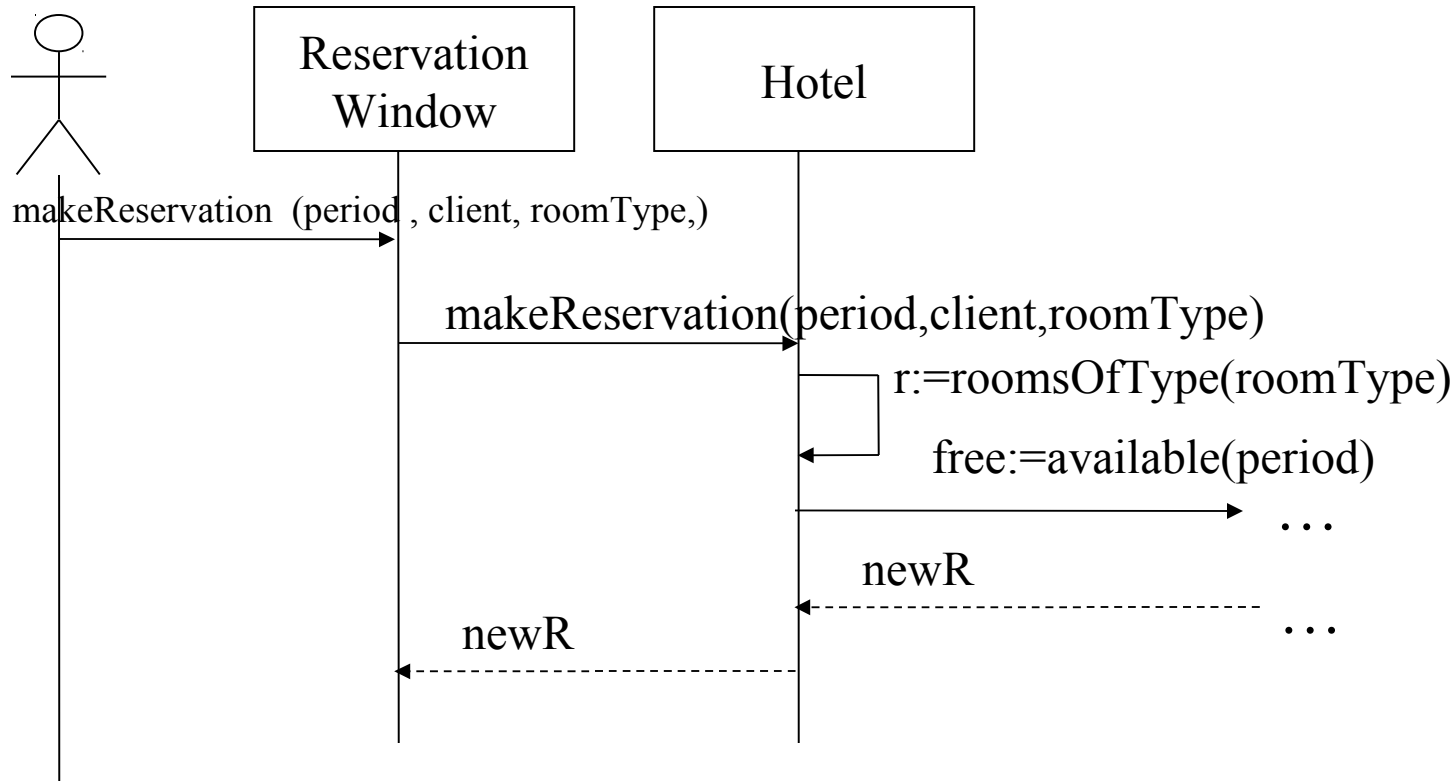 Reservation
Window
Hotel
makeReservation (period , client, roomType,)
makeReservation(period,client,roomType)
r:=roomsOfType(roomType)
free:=available(period)
...
newR
...
newR